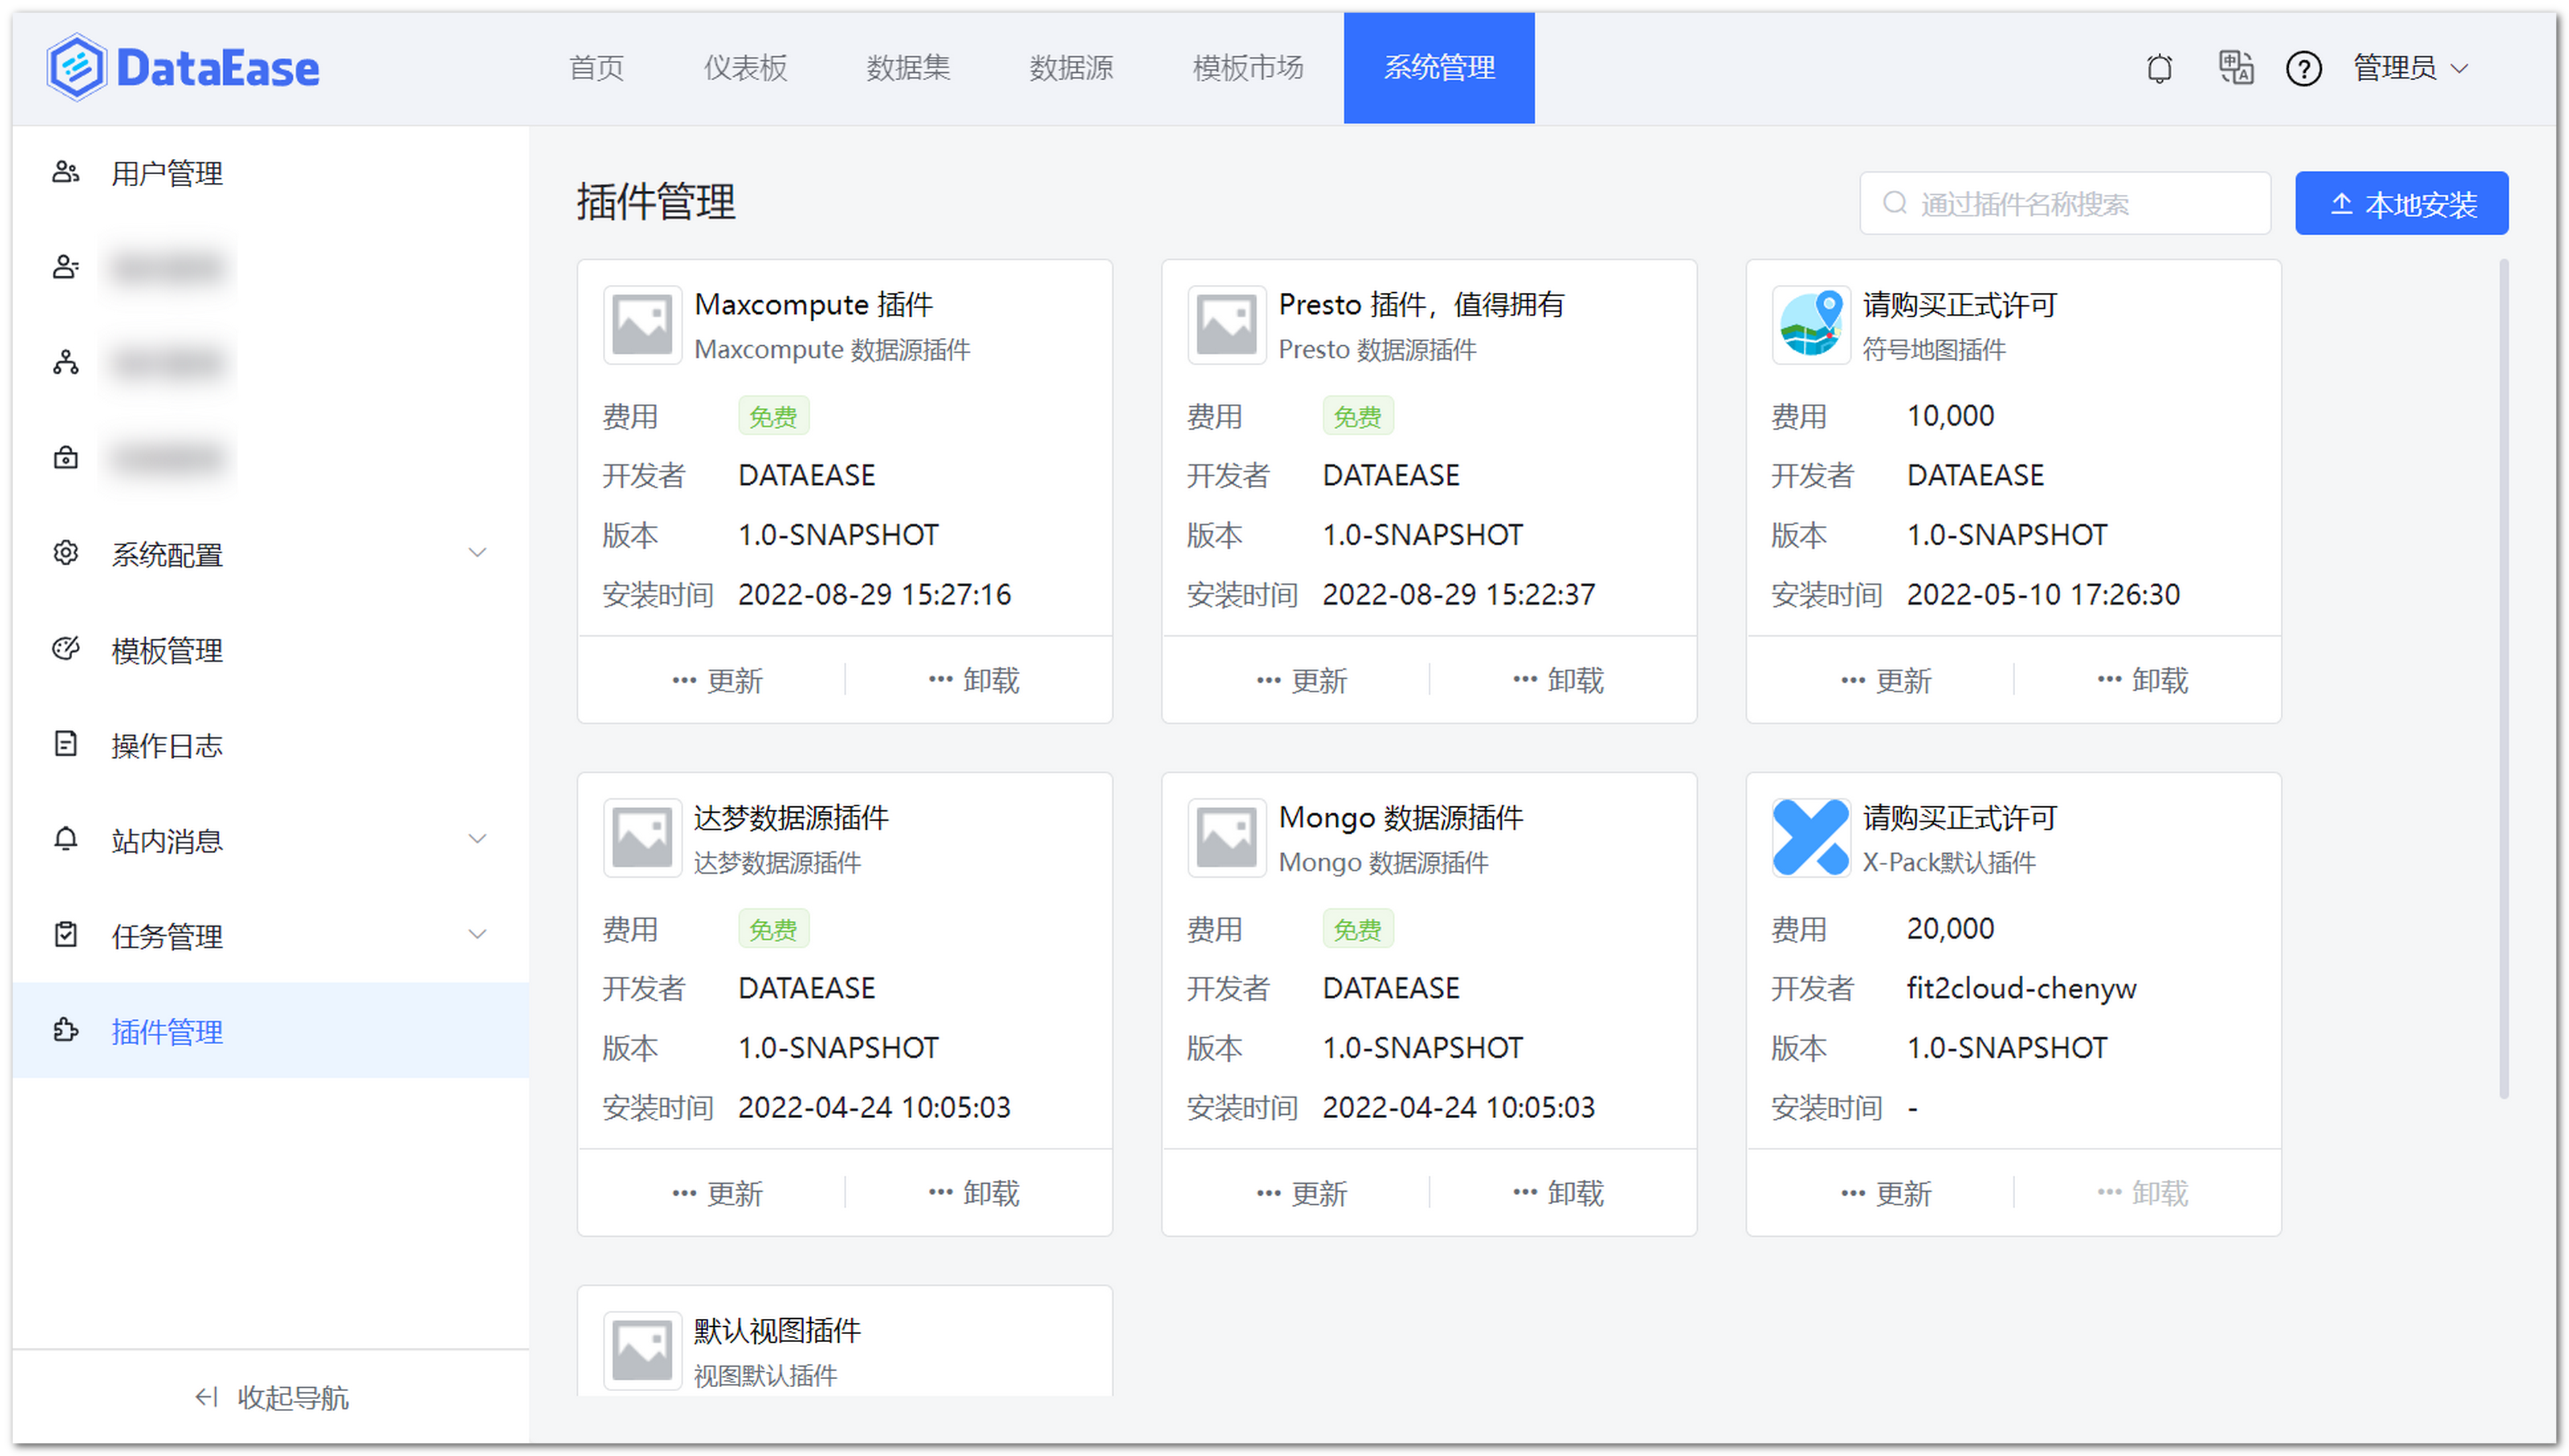 DataEase
首页 仪表板 数据集 数据源 模板市场 系统管理 管理员
用户管理
系统配置
模板管理
操作日志
站内消息
任务管理
插件管理
收起导航
插件管理
通过插件名称搜索
本地安装
Maxcompute 插件
Maxcompute 数据源插件
费用 免费
开发者 DATAEASE
版本 1.0-SNAPSHOT
安装时间 2022-08-29 15:27:16
更新 卸载
Presto 插件，值得拥有
Presto 数据源插件
费用 免费
开发者 DATAEASE
版本 1.0-SNAPSHOT
安装时间 2022-08-29 15:22:37
更新 卸载
请购买正式许可
符号地图插件
费用 10,000
开发者 DATAEASE
版本 1.0-SNAPSHOT
安装时间 2022-05-10 17:26:30
更新 卸载
达梦数据源插件
达梦数据源插件
费用 免费
开发者 DATAEASE
版本 1.0-SNAPSHOT
安装时间 2022-04-24 10:05:03
更新 卸载
Mongo 数据源插件
Mongo 数据源插件
费用 免费
开发者 DATAEASE
版本 1.0-SNAPSHOT
安装时间 2022-04-24 10:05:03
更新 卸载
请购买正式许可
X-Pack默认插件
费用 20,000
开发者 fit2cloud-chenyw
版本 1.0-SNAPSHOT
安装时间 -
更新 卸载
默认视图插件
视图默认插件